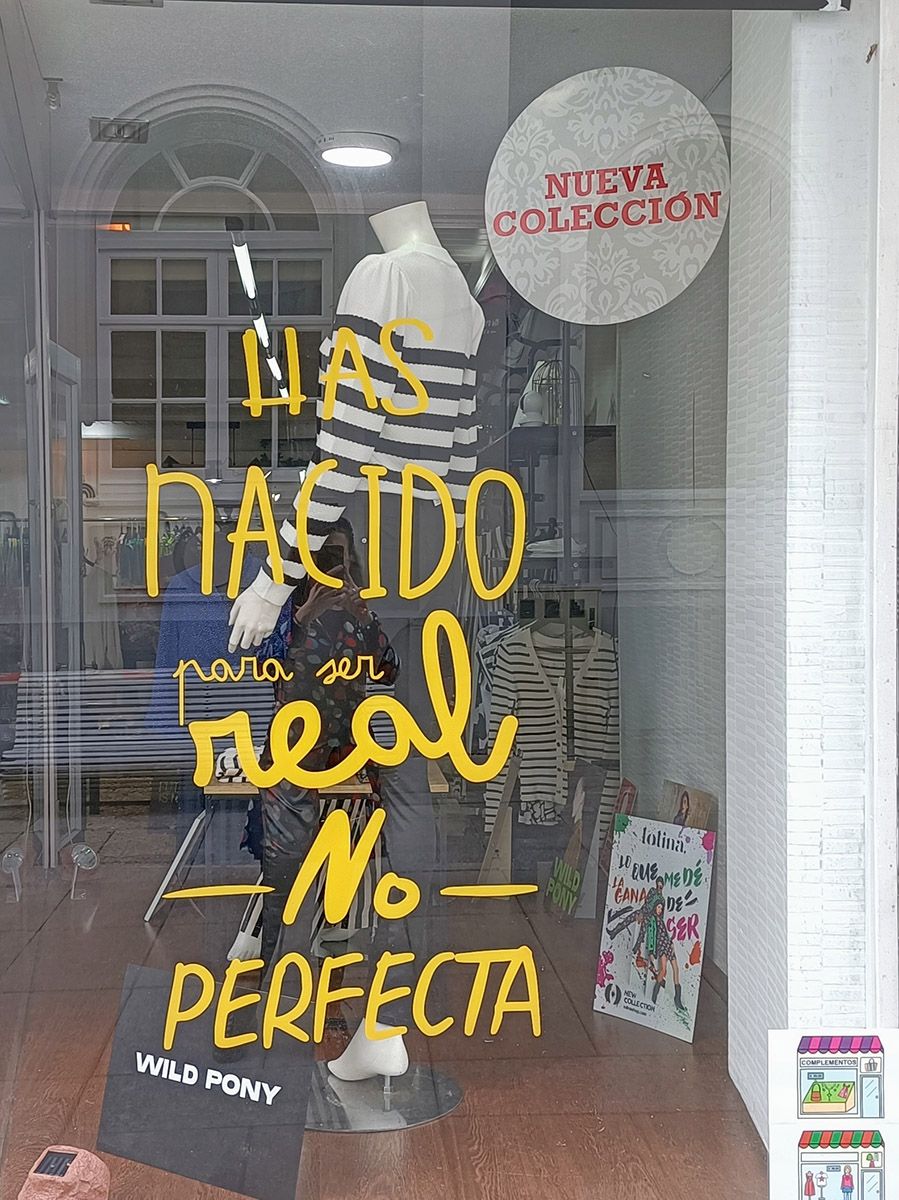 NUEVA
COLECCIÓN
HAS
NACIDO
para ser
real
— No —
PERFECTA
WILD PONY
WILD
PONY
lolina
LO QUE
ME DÉ
LA GANA
DE
SER
NEW
COLLECTION
COMPLEMENTOS